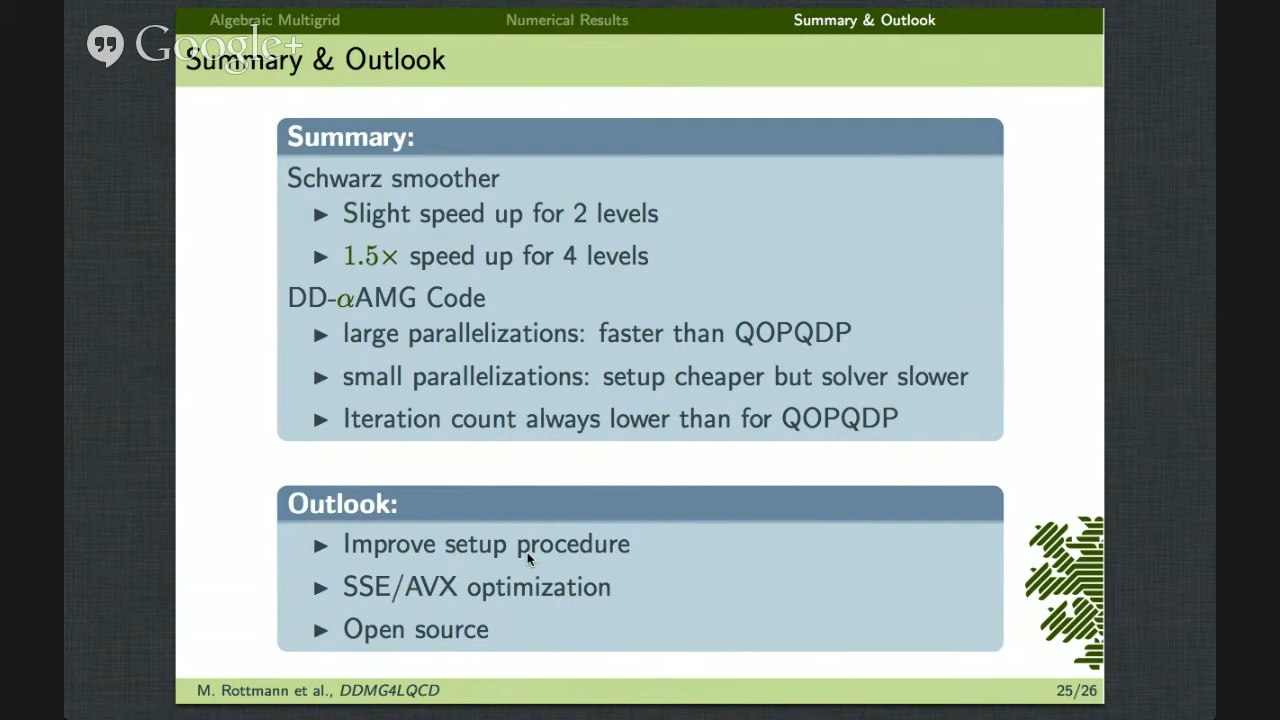 Algebraic Multigrid Numerical Results Summary & Outlook
Google+
Summary & Outlook
Summary:
Schwarz smoother
► Slight speed up for 2 levels
► 1.5× speed up for 4 levels
DD-αAMG Code
► large parallelizations: faster than QOPQDP
► small parallelizations: setup cheaper but solver slower
► Iteration count always lower than for QOPQDP
Outlook:
► Improve setup procedure
► SSE/AVX optimization
► Open source
M. Rottmann et al., DDMG4LQCD 25/26